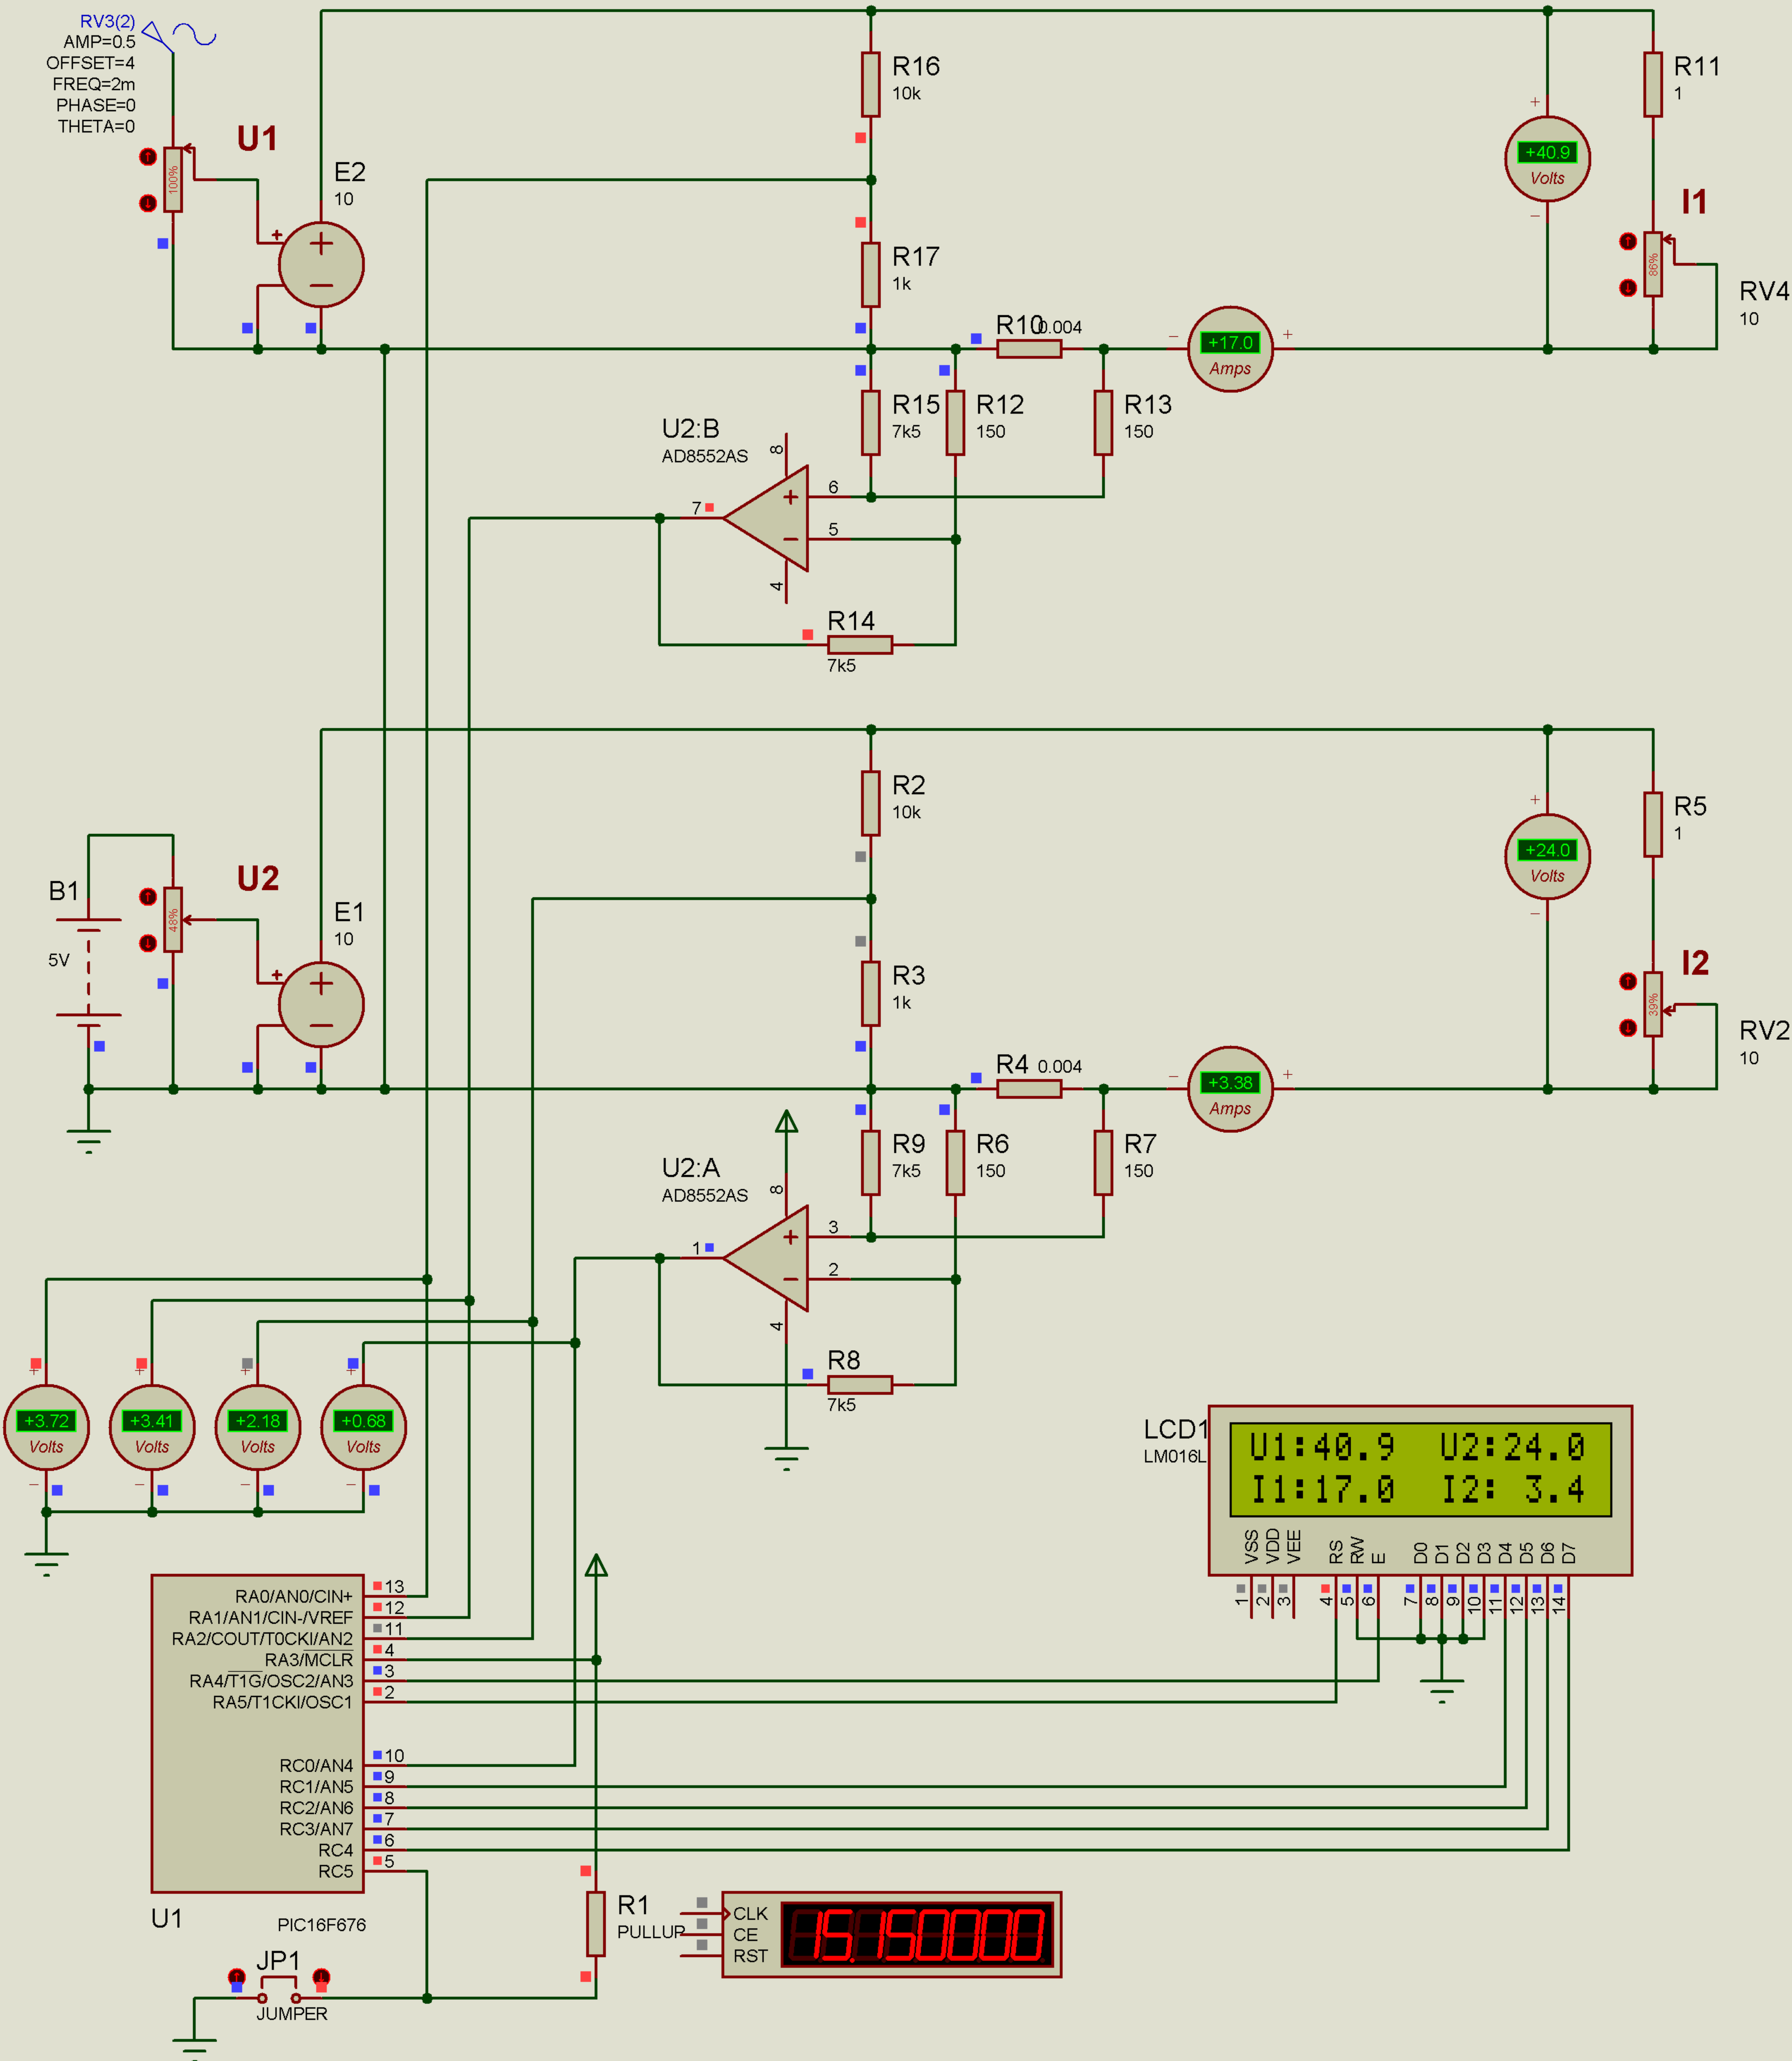 RV3(2)
AMP=0.5
OFFSET=4
FREQ=2m
PHASE=0
THETA=0
100%
U1
E2
10
R16
10k
R17
1k
+
+40.9
Volts
−
R11
1
I1
86%
RV4
10
R10
0.004
−
+17.0
Amps
+
R15
7k5
R12
150
R13
150
U2:B
AD8552AS
8
6
5
7
4
R14
7k5
R2
10k
R3
1k
B1
5V
48%
U2
E1
10
+
+24.0
Volts
−
R5
1
I2
39%
RV2
10
R4
0.004
−
+3.38
Amps
+
R9
7k5
R6
150
R7
150
U2:A
AD8552AS
8
3
2
1
4
R8
7k5
+3.72
Volts
+3.41
Volts
+2.18
Volts
+0.68
Volts
LCD1
LM016L
U1:40.9 U2:24.0
I1:17.0 I2: 3.4
VSS VDD VEE RS RW E D0 D1 D2 D3 D4 D5 D6 D7
1 2 3 4 5 6 7 8 9 10 11 12 13 14
RA0/AN0/CIN+ 13
RA1/AN1/CIN-/VREF 12
RA2/COUT/T0CKI/AN2 11
RA3/MCLR 4
RA4/T1G/OSC2/AN3 3
RA5/T1CKI/OSC1 2
RC0/AN4 10
RC1/AN5 9
RC2/AN6 8
RC3/AN7 7
RC4 6
RC5 5
U1
PIC16F676
R1
PULLUP
CLK
CE
RST
15.150000
JP1
JUMPER